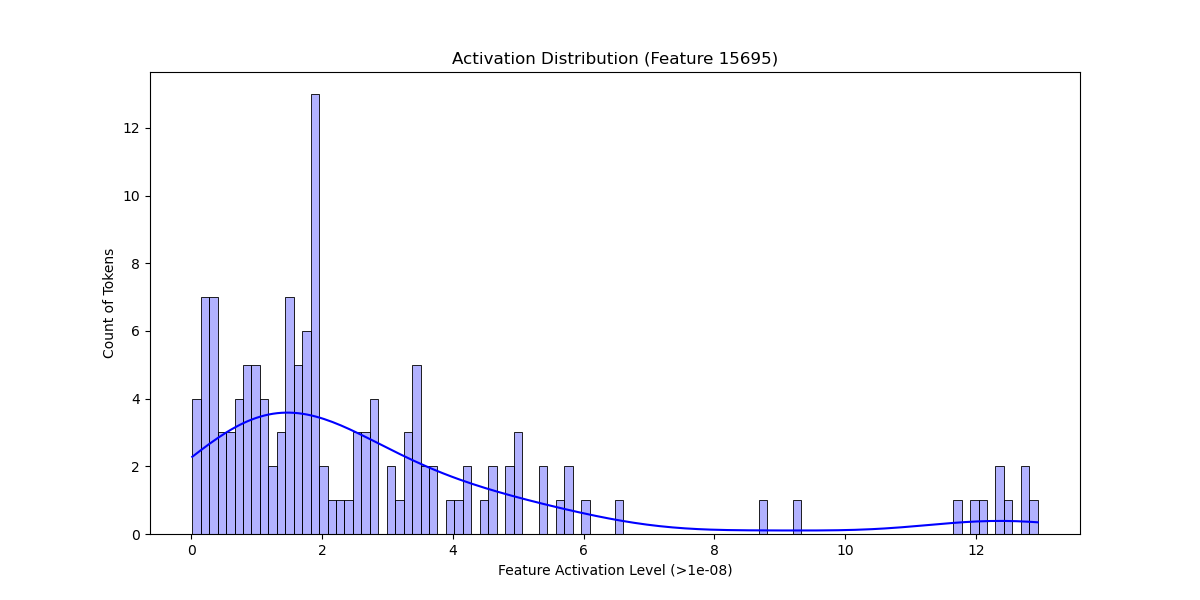 Activation Distribution (Feature 15695)
Count of Tokens
12
10
8
6
4
2
0
0 2 4 6 8 10 12
Feature Activation Level (>1e-08)